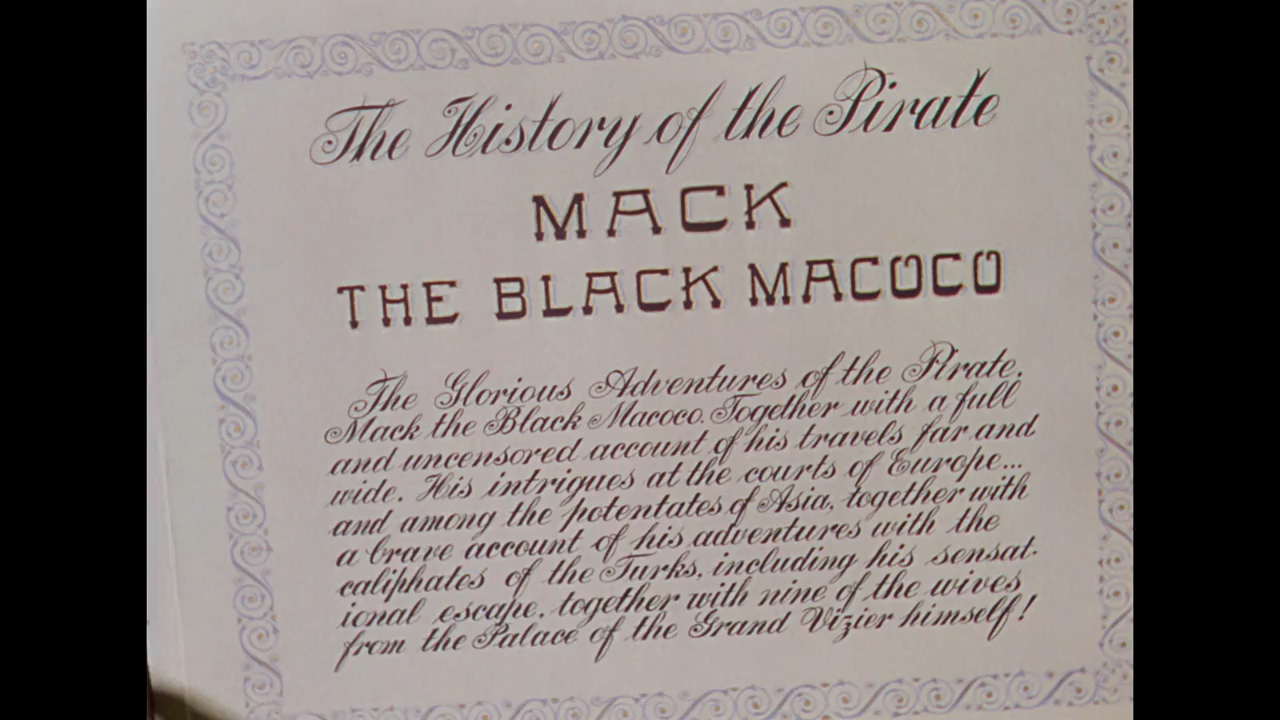 The History of the Pirate
MACK
THE BLACK MACOCO
The Glorious Adventures of the Pirate,
Mack the Black Macoco. Together with a full
and uncensored account of his travels far and
wide. His intrigues at the courts of Europe...
and among the potentates of Asia, together with
a brave account of his adventures with the
caliphates of the Turks, including his sensat-
ional escape, together with nine of the wives
from the Palace of the Grand Vizier himself!